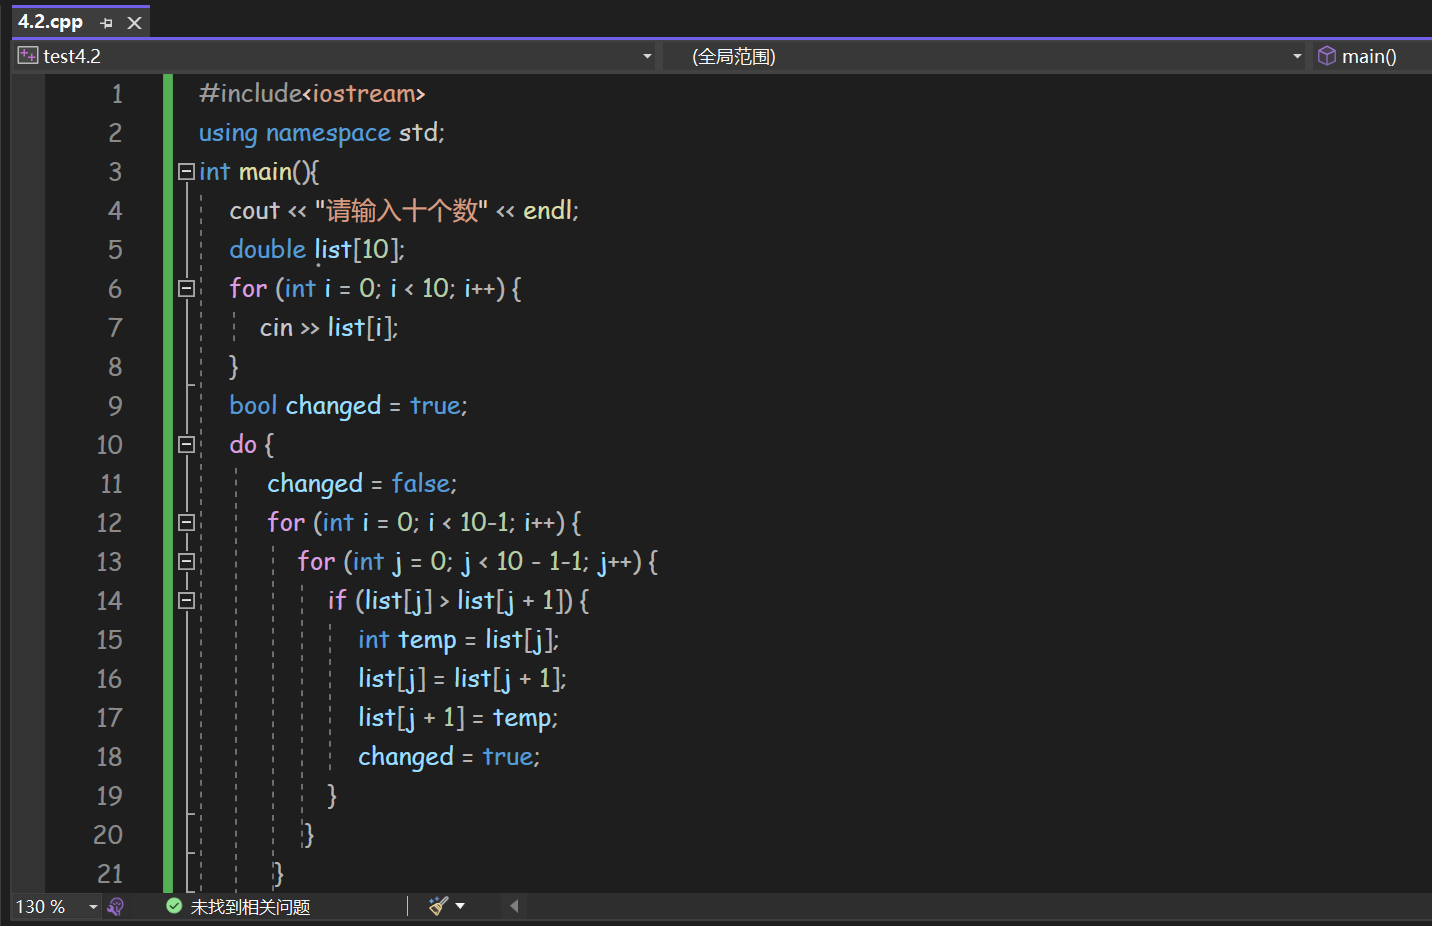 4.2.cpp
test4.2 (全局范围) main()
1 #include<iostream>
2 using namespace std;
3 int main(){
4 cout << "请输入十个数" << endl;
5 double list[10];
6 for (int i = 0; i < 10; i++) {
7 cin >> list[i];
8 }
9 bool changed = true;
10 do {
11 changed = false;
12 for (int i = 0; i < 10-1; i++) {
13 for (int j = 0; j < 10 - 1-1; j++) {
14 if (list[j] > list[j + 1]) {
15 int temp = list[j];
16 list[j] = list[j + 1];
17 list[j + 1] = temp;
18 changed = true;
19 }
20 }
21 }
130 % 未找到相关问题